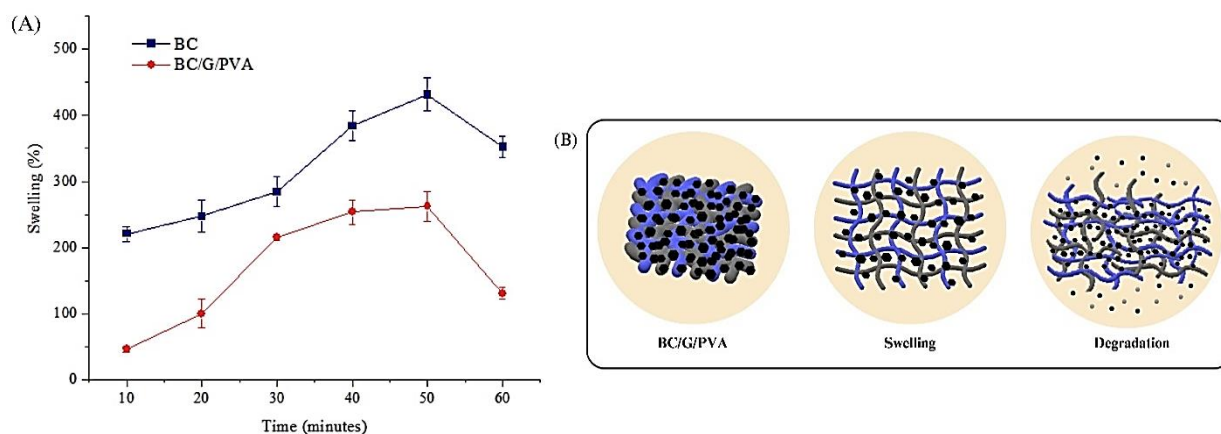 (A)
500
400
300
200
100
0
Swelling (%)
BC
BC/G/PVA
10 20 30 40 50 60
Time (minutes)
(B)
BC/G/PVA Swelling Degradation